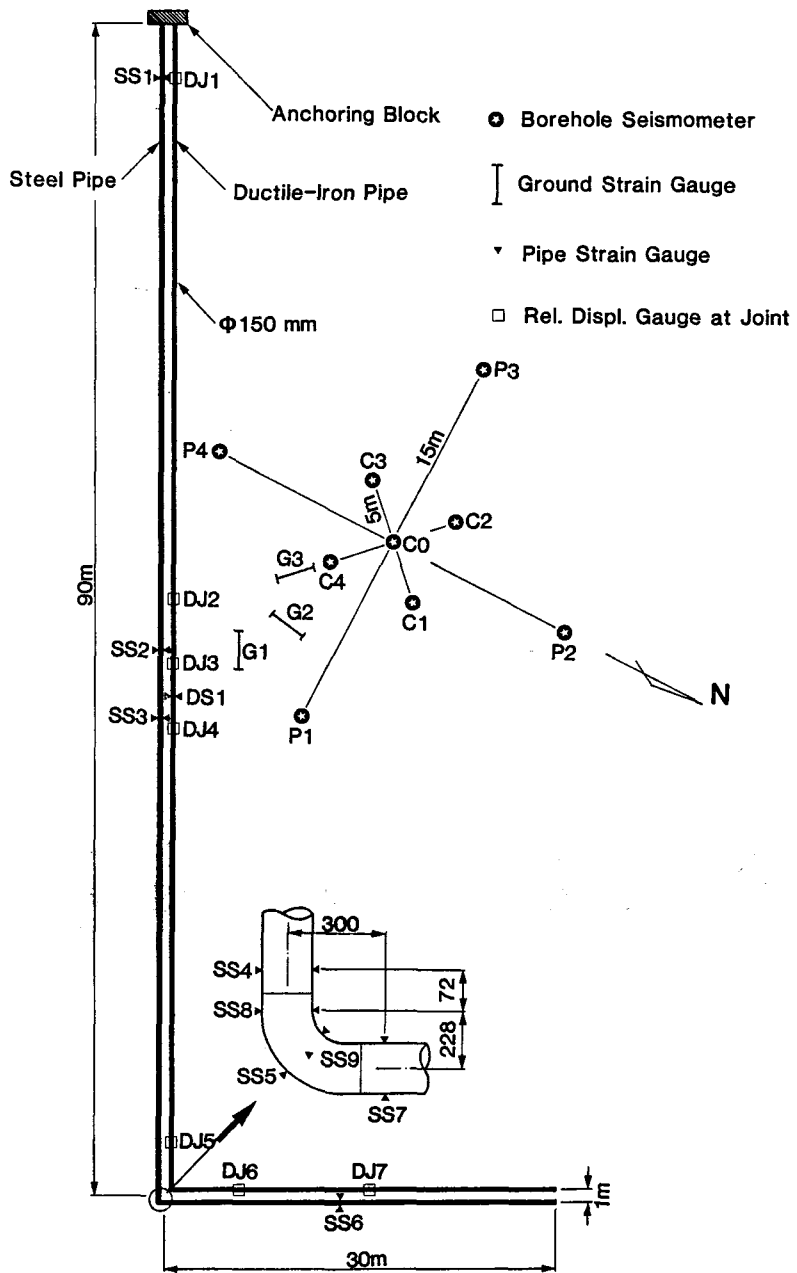 SS1
DJ1
Anchoring Block
Borehole Seismometer
Steel Pipe
Ductile-Iron Pipe
Ground Strain Gauge
Pipe Strain Gauge
Φ150 mm
Rel. Displ. Gauge at Joint
P3
15m
P4
C3
5m
C2
C0
G3
C4
90m
DJ2
G2
C1
SS2
G1
P2
DJ3
DS1
N
SS3
DJ4
P1
300
SS4
72
SS8
228
SS9
SS5
SS7
DJ5
DJ6
DJ7
1m
SS6
30m